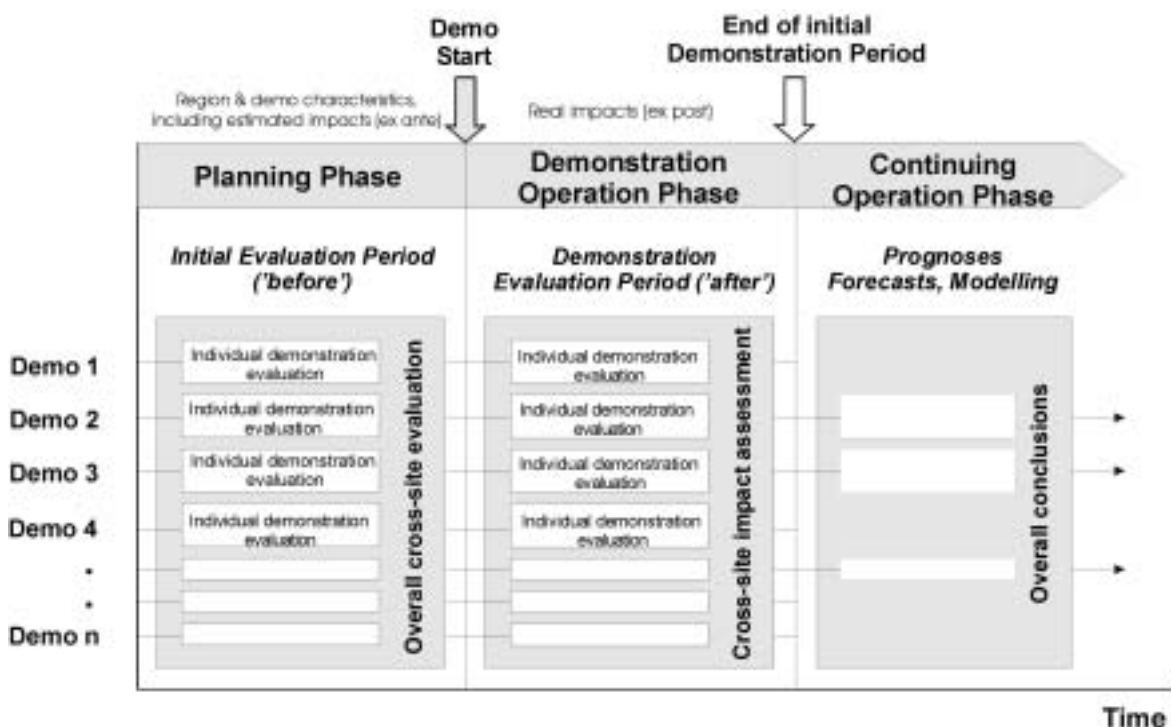 Demo
Start
End of initial
Demonstration Period
Region & demo characteristics,
including estimated impacts (ex ante)
Real impacts (ex post)
Planning Phase
Demonstration
Operation Phase
Continuing
Operation Phase
Initial Evaluation Period
('before')
Demonstration
Evaluation Period ('after')
Prognoses
Forecasts, Modelling
Demo 1
Individual demonstration
evaluation
Individual demonstration
evaluation
Demo 2
Individual demonstration
evaluation
Individual demonstration
evaluation
Demo 3
Individual demonstration
evaluation
Individual demonstration
evaluation
Demo 4
Individual demonstration
evaluation
Individual demonstration
evaluation
•
•
Demo n
Overall cross-site evaluation
Cross-site impact assessment
Overall conclusions
Time